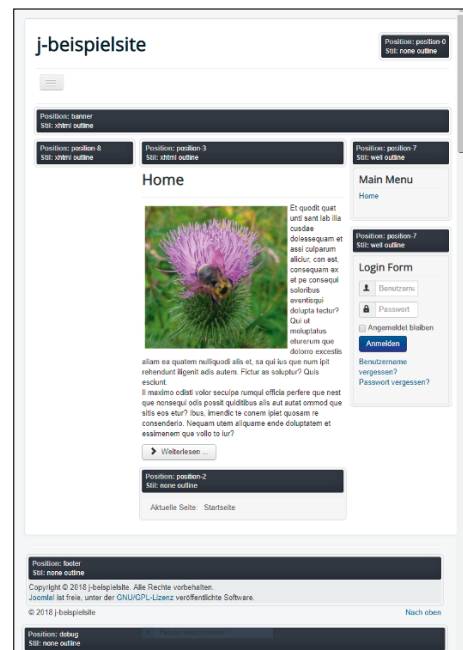 j-beispielsite
Position: position-0
Stil: none outline
Position: banner
Stil: xhtml outline
Position: position-8
Stil: xhtml outline
Position: position-3
Stil: xhtml outline
Home
Et quodit quat
unti sant lab ilia
cusdae
dolessequam et
assi culparum
aliciur, con est,
consequam ex
et pe consequi
soloribus
eventisqui
dolupta tectur?
Qui ut
moluptatus
eturerum que
dolorro excestis
aliam ea quatem nulliquodi alis et, sa qui ius que num ipit
rehendunt iligenit adis autem. Fictur as soluptur? Quis
esciunt.
Il maximo odisti volor secuipa rumqui officia perfere que nest
que nonsequi odis possit quiditibus alis aut autat ommod que
sitis eos etur? Ibus, imendic te conem ipiet quosam re
consenderio. Nequam utem aliquame ende doluptatem et
essimenem que vollo to iur?
Weiterlesen ...
Position: position-2
Stil: none outline
Aktuelle Seite: Startseite
Position: position-7
Stil: well outline
Main Menu
Home
Position: position-7
Stil: well outline
Login Form
Benutzerna
Passwort
Angemeldet bleiben
Anmelden
Benutzername
vergessen?
Passwort vergessen?
Position: footer
Stil: none outline
Copyright © 2018 j-beispielsite. Alle Rechte vorbehalten.
Joomla! ist freie, unter der GNU/GPL-Lizenz veröffentlichte Software.
© 2018 j-beispielsite
Nach oben
Position: debug
Stil: none outline